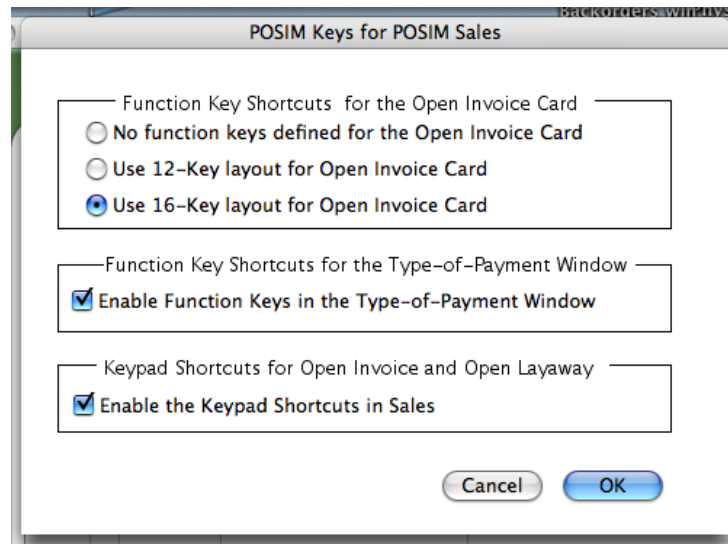 Backorders
POSIM Keys for POSIM Sales
Function Key Shortcuts for the Open Invoice Card
No function keys defined for the Open Invoice Card
Use 12-Key layout for Open Invoice Card
Use 16-Key layout for Open Invoice Card
Function Key Shortcuts for the Type-of-Payment Window
Enable Function Keys in the Type-of-Payment Window
Keypad Shortcuts for Open Invoice and Open Layaway
Enable the Keypad Shortcuts in Sales
Cancel OK